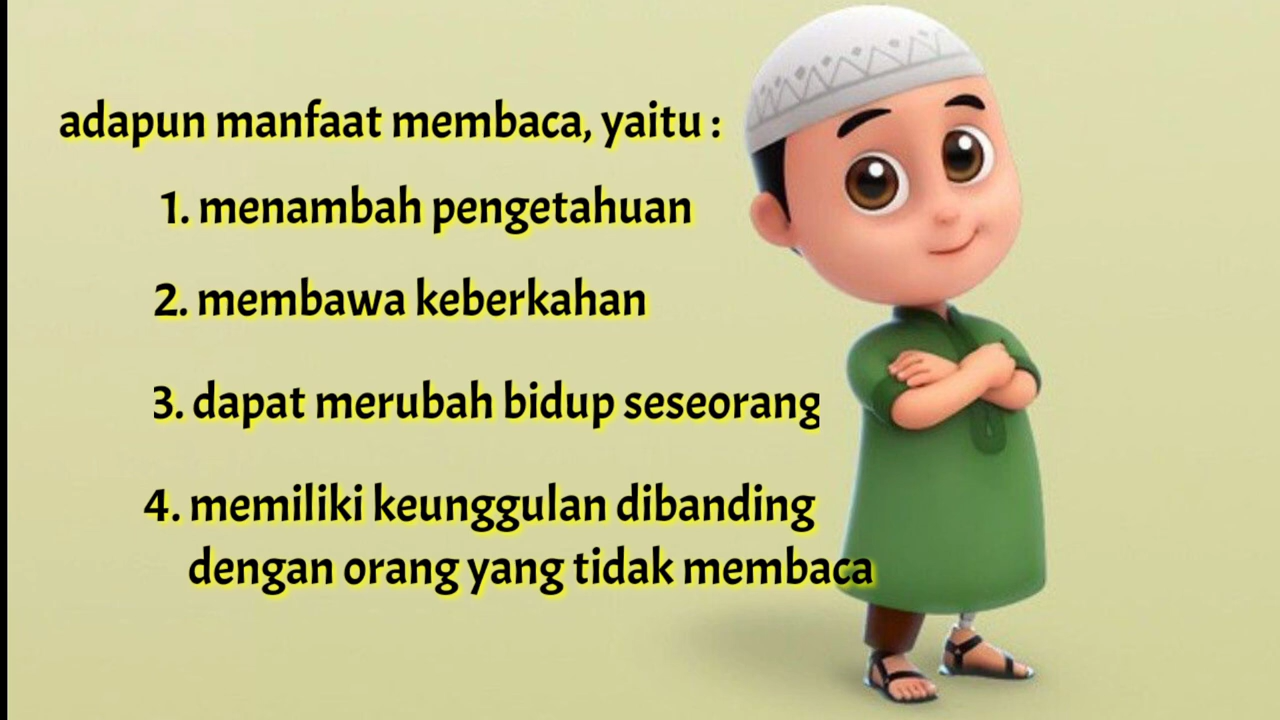 adapun manfaat membaca, yaitu :
1. menambah pengetahuan
2. membawa keberkahan
3. dapat merubah bidup seseorang
4. memiliki keunggulan dibanding
dengan orang yang tidak membaca